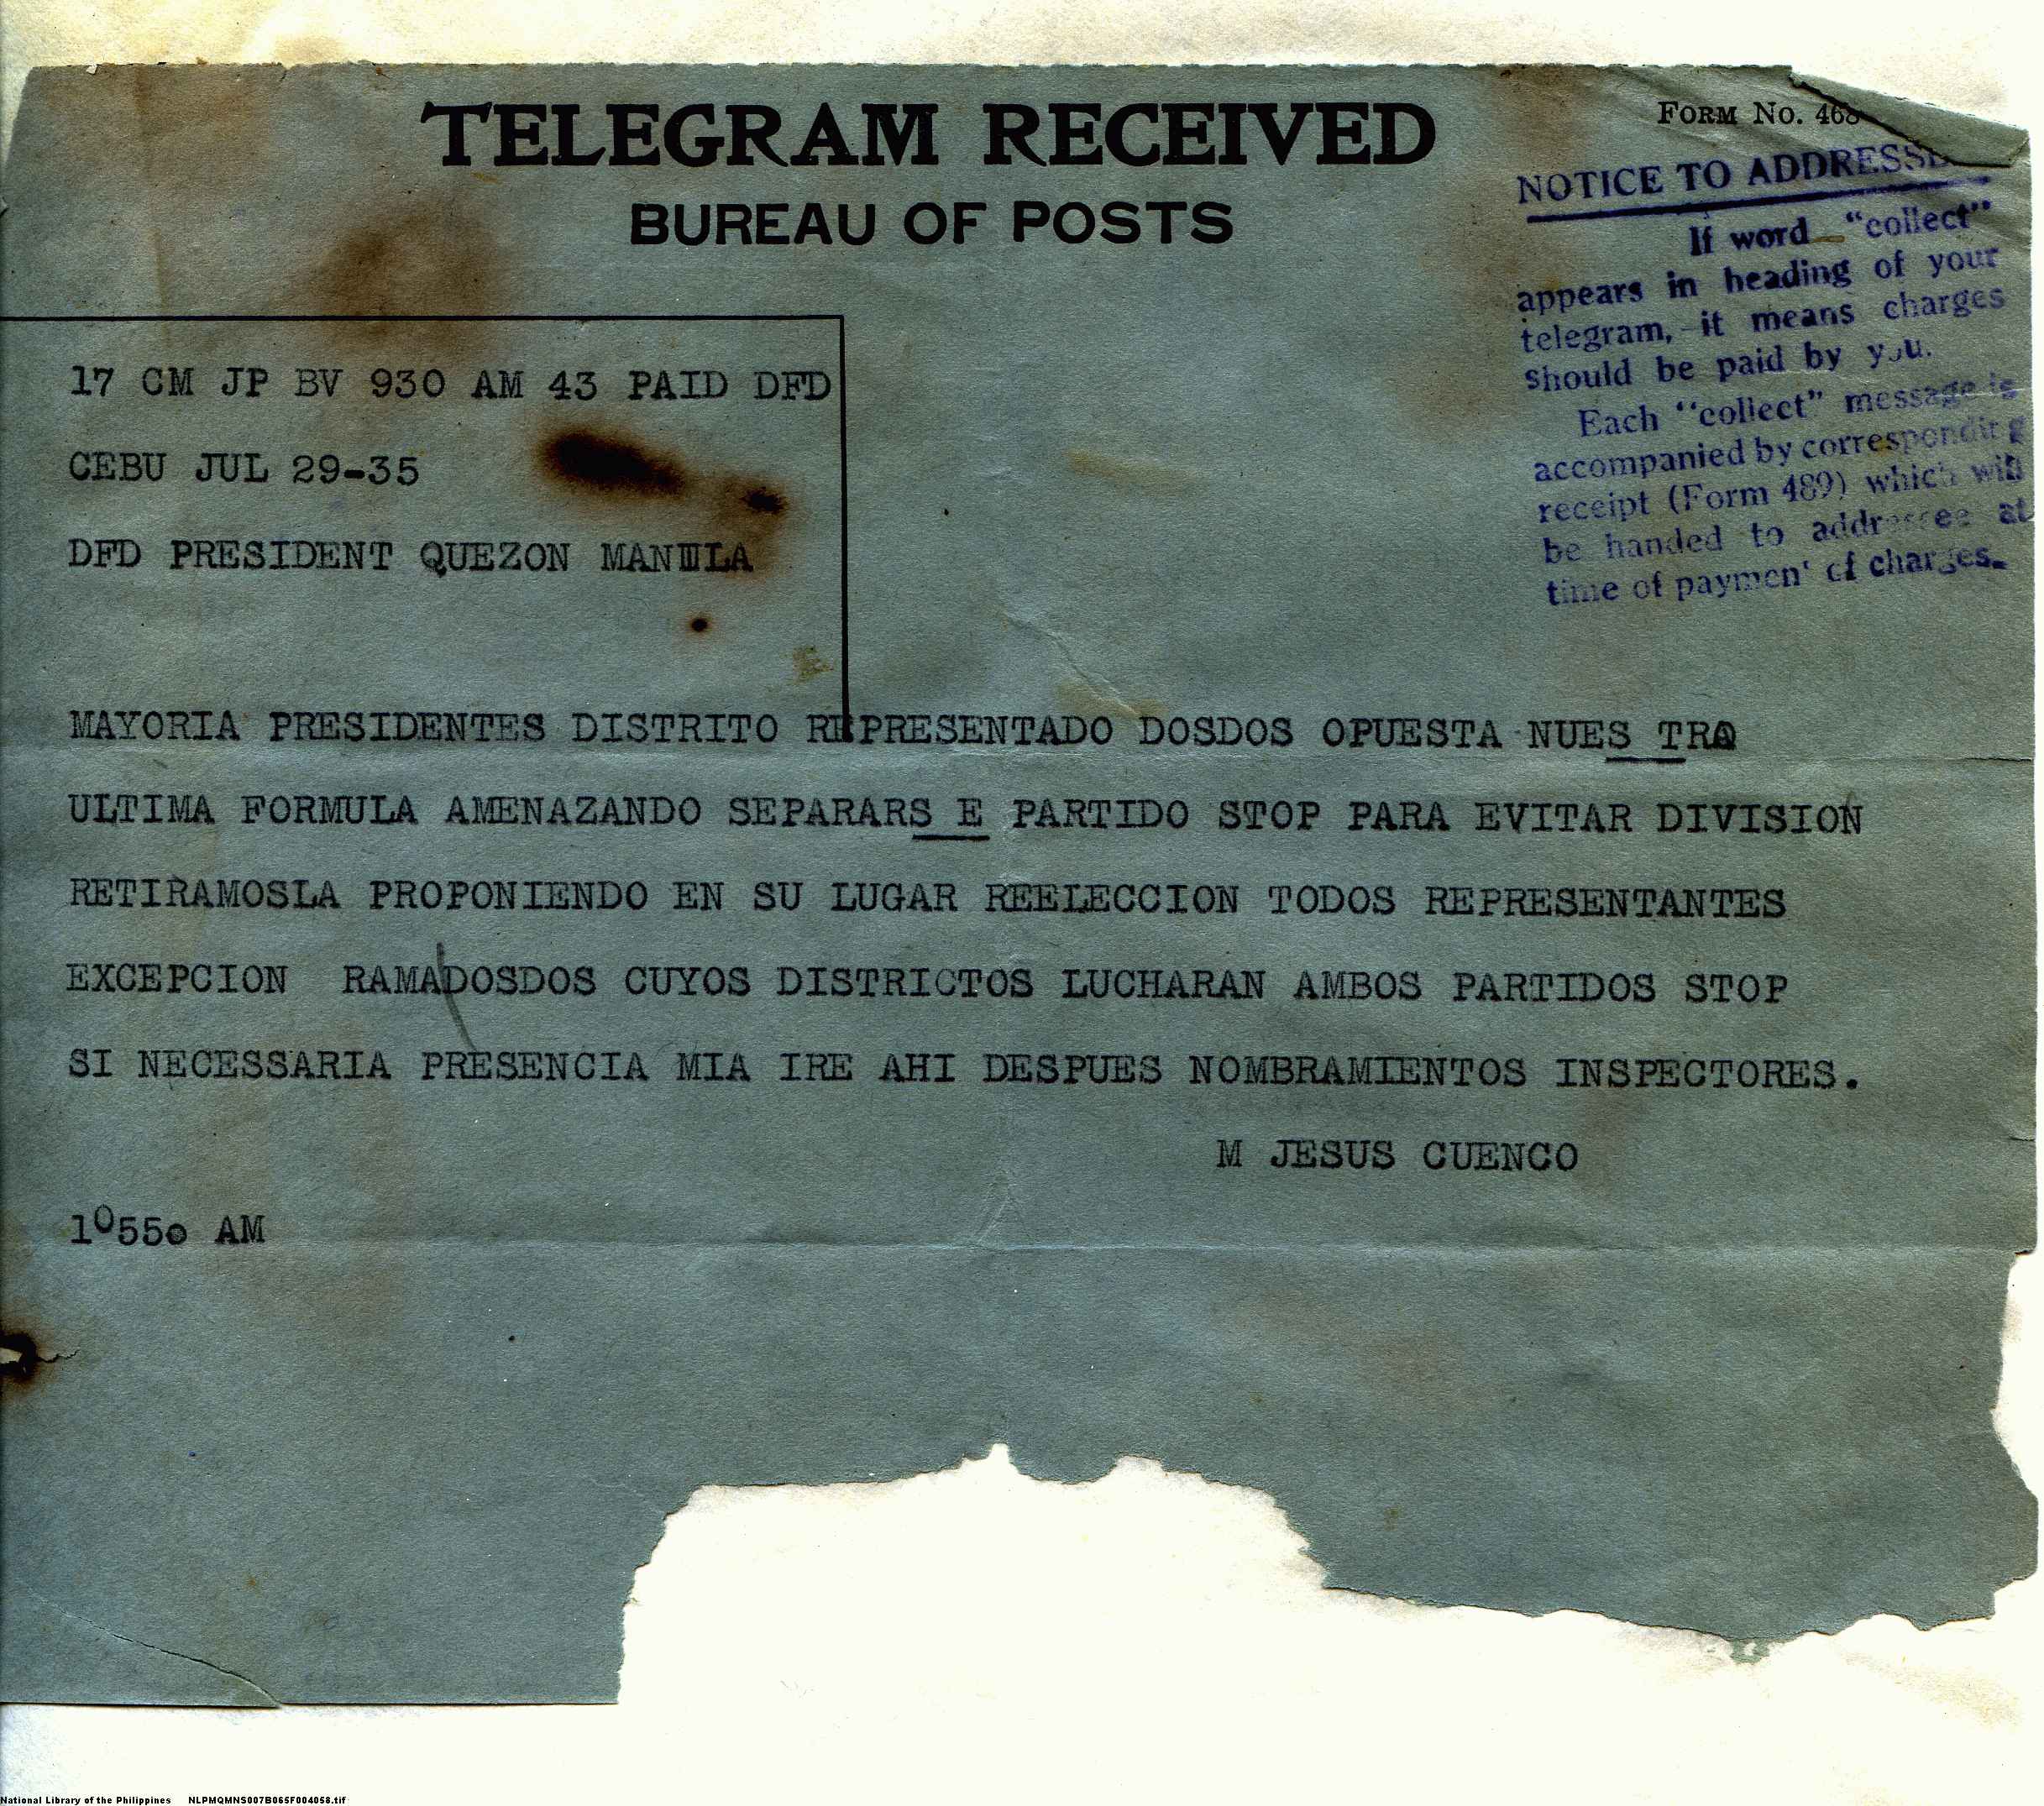 TELEGRAM RECEIVED
BUREAU OF POSTS
FORM NO. 468
NOTICE TO ADDRESSEE
If word "collect"
appears in heading of your
telegram, it means charges
should be paid by you.
Each "collect" message is
accompanied by corresponding
receipt (Form 489) which will
be handed to addressee at
time of payment of charges.
17 CM JP BV 930 AM 43 PAID DFD
CEBU JUL 29-35
DFD PRESIDENT QUEZON MANILA
MAYORIA PRESIDENTES DISTRITO REPRESENTADO DOSDOS OPUESTA NUES TRA
ULTIMA FORMULA AMENAZANDO SEPARARS E PARTIDO STOP PARA EVITAR DIVISION
RETIRAMOSLA PROPONIENDO EN SU LUGAR REELECCION TODOS REPRESENTANTES
EXCEPCION RAMA DOSDOS CUYOS DISTRICTOS LUCHARAN AMBOS PARTIDOS STOP
SI NECESSARIA PRESENCIA MIA IRE AHI DESPUES NOMBRAMIENTOS INSPECTORES.
M JESUS CUENCO
1055 AM
National Library of the Philippines NLPMQMNS007B065F004058.tif